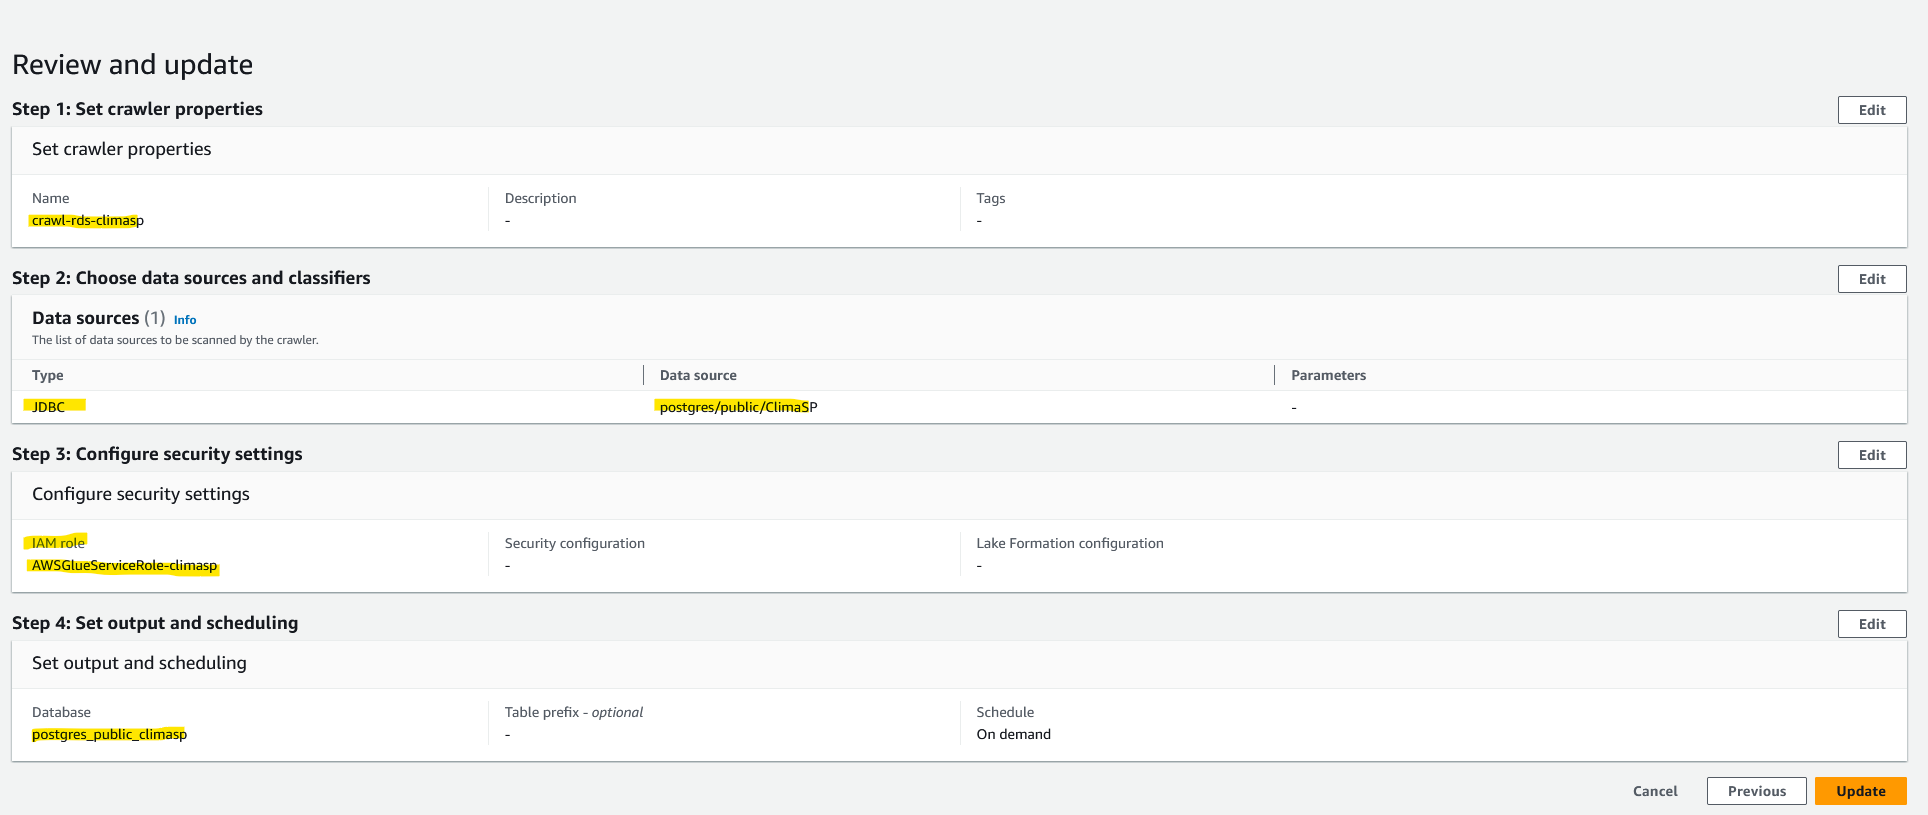 Review and update
Step 1: Set crawler properties
Edit
Set crawler properties
Name
Description
Tags
crawl-rds-climasp
-
-
Step 2: Choose data sources and classifiers
Edit
Data sources (1) Info
The list of data sources to be scanned by the crawler.
Type
Data source
Parameters
JDBC
postgres/public/ClimaSP
-
Step 3: Configure security settings
Edit
Configure security settings
IAM role
Security configuration
Lake Formation configuration
AWSGlueServiceRole-climasp
-
-
Step 4: Set output and scheduling
Edit
Set output and scheduling
Database
Table prefix - optional
Schedule
postgres_public_climasp
-
On demand
Cancel
Previous
Update